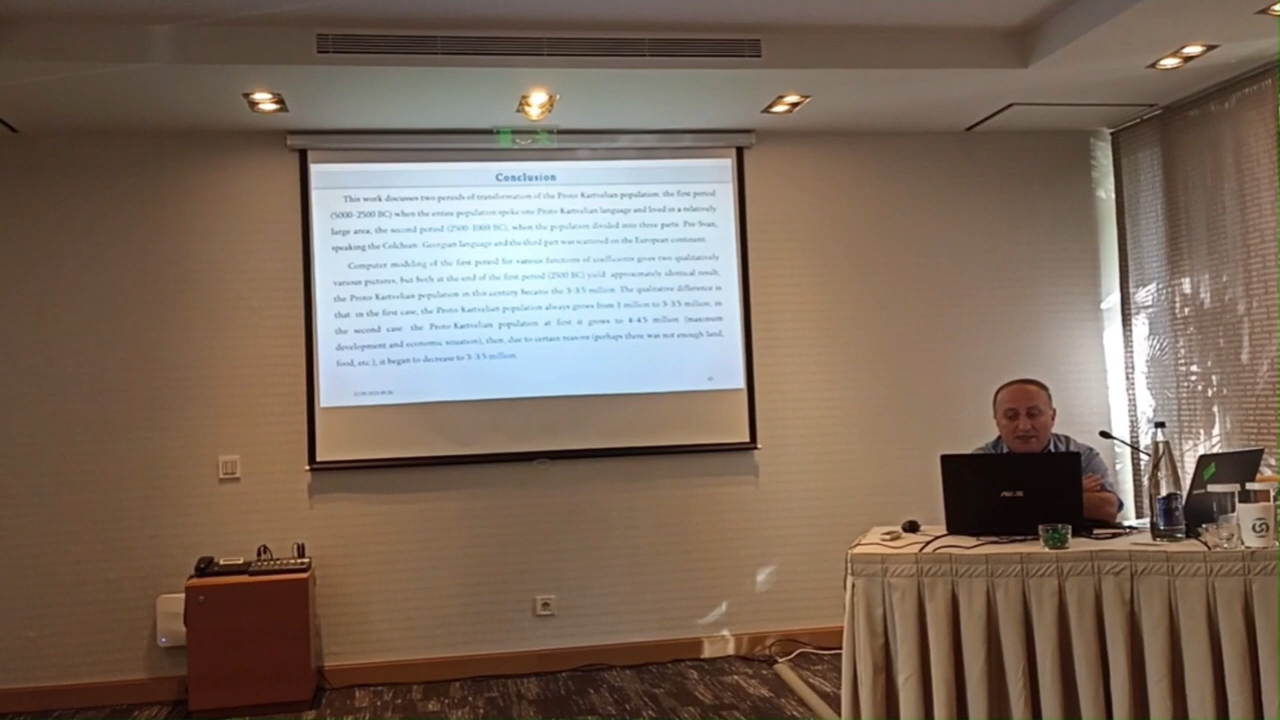 Conclusion
This work discusses two periods of transformation of the Proto-Kartvelian population: the first period
(5000-2500 BC) when the entire population spoke one Proto-Kartvelian language and lived in a relatively
large area, the second period (2500-1000 BC), when the population divided into three parts: Pre-Svan,
speaking the Colchian- Georgian language and the third part was scattered on the European continent.
Computer modeling of the first period for various functions of coefficients gives two qualitatively
various pictures, but both at the end of the first period (2500 BC) yield approximately identical result,
the Proto-Kartvelian population in this century became the 3-3.5 million. The qualitative difference is
that: in the first case, the Proto-Kartvelian population always grows from 1 million to 3-3.5 million, in
the second case: the Proto-Kartvelian population at first it grows to 4-4.5 million (maximum
development and economic situation), then, due to certain reasons (perhaps there was not enough land,
food, etc.), it began to decrease to 3-3.5 million.
ASUS